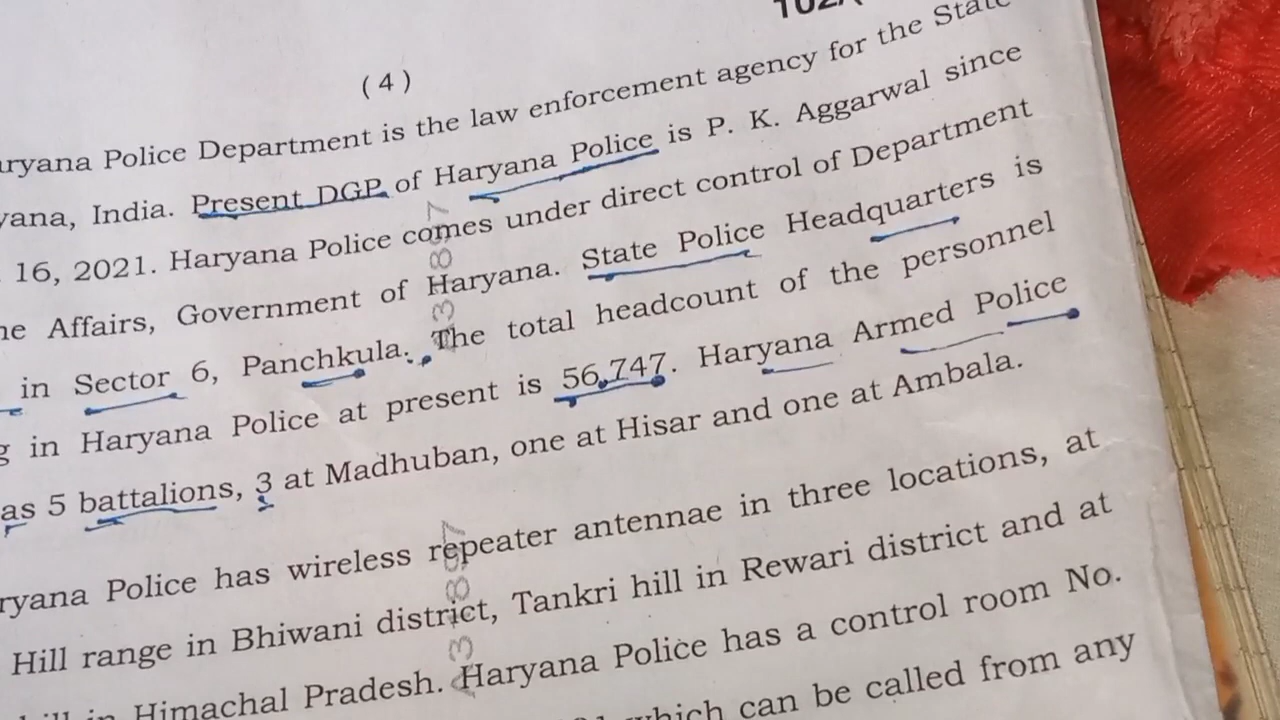 102A
(4)
aryana Police Department is the law enforcement agency for the State
yana, India. Present DGP of Haryana Police is P. K. Aggarwal since
16, 2021. Haryana Police comes under direct control of Department
me Affairs, Government of Haryana. State Police Headquarters is
in Sector 6, Panchkula. The total headcount of the personnel
g in Haryana Police at present is 56,747. Haryana Armed Police
as 5 battalions, 3 at Madhuban, one at Hisar and one at Ambala.
ryana Police has wireless repeater antennae in three locations, at
Hill range in Bhiwani district, Tankri hill in Rewari district and at
in Himachal Pradesh. Haryana Police has a control room No.
which can be called from any